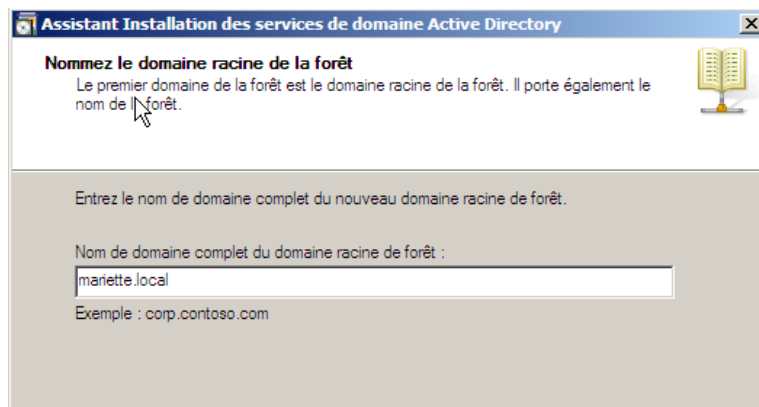 Assistant Installation des services de domaine Active Directory
Nommez le domaine racine de la forêt
Le premier domaine de la forêt est le domaine racine de la forêt. Il porte également le
nom de la forêt.
Entrez le nom de domaine complet du nouveau domaine racine de forêt.
Nom de domaine complet du domaine racine de forêt :
mariette.local
Exemple : corp.contoso.com